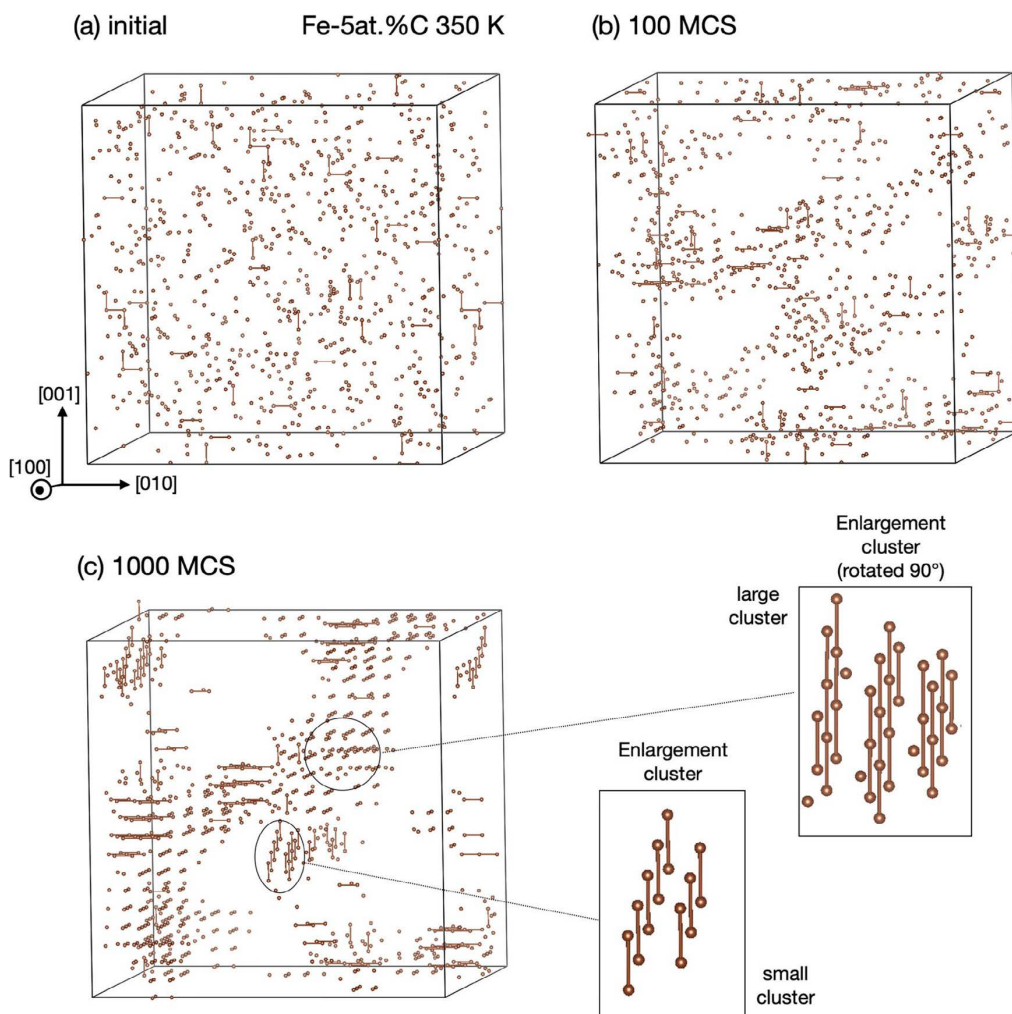 (a) initial
Fe-5at.%C 350 K
(b) 100 MCS
[001]
[100]
[010]
(c) 1000 MCS
Enlargement
cluster
(rotated 90°)
large
cluster
Enlargement
cluster
small
cluster